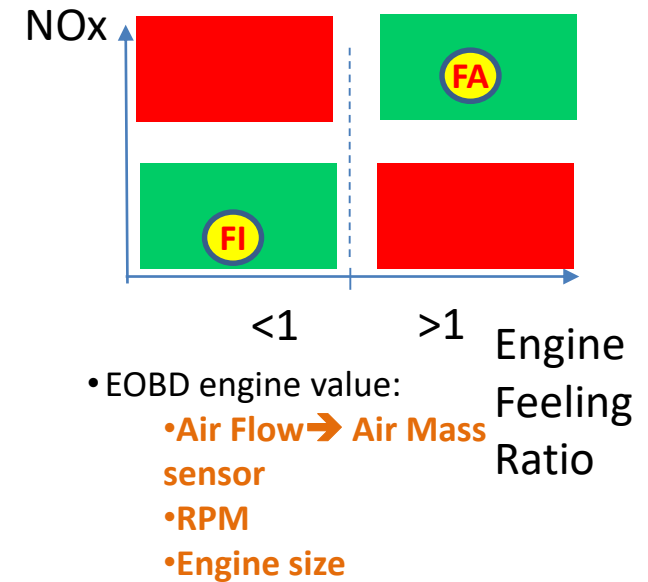 NOx
FA
FI
<1 >1
Engine
Feeling
Ratio
•EOBD engine value:
•Air Flow➔ Air Mass
sensor
•RPM
•Engine size